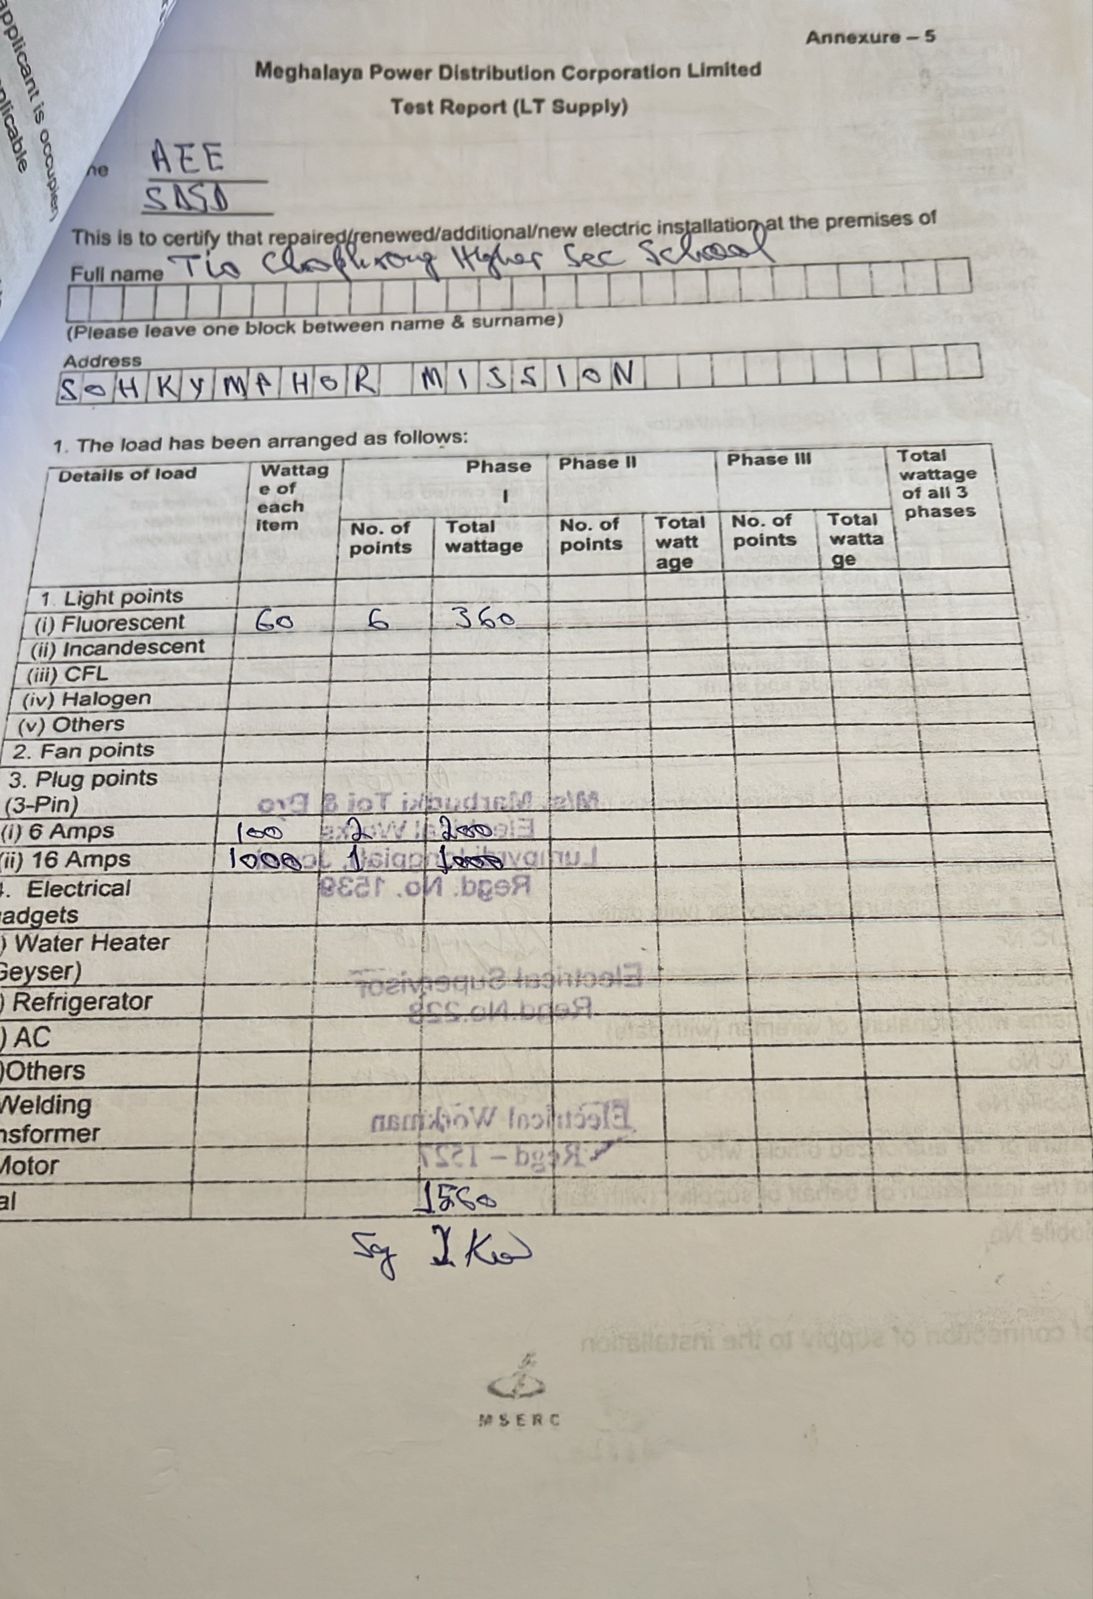 applicant is occupier)
plicable
Annexure – 5
Meghalaya Power Distribution Corporation Limited
Test Report (LT Supply)
AEE
SDSD
This is to certify that repaired/renewed/additional/new electric installation at the premises of
Full name Higher Sec School
(Please leave one block between name & surname)
Address
SOHKYMPHOR MISSION
1. The load has been arranged as follows:
Details of load Wattage of each item Phase I Phase II Phase III Total wattage of all 3 phases
No. of points Total wattage No. of points Total wattage No. of points Total wattage
1. Light points
(i) Fluorescent 60 6 360
(ii) Incandescent
(iii) CFL
(iv) Halogen
(v) Others
2. Fan points
3. Plug points
(3-Pin)
(i) 6 Amps 100 2 200
(ii) 16 Amps 1000 1 1000
. Electrical
adgets
) Water Heater
Geyser)
) Refrigerator
) AC
)Others
Welding
nsformer
Motor
al 1560
MSERC